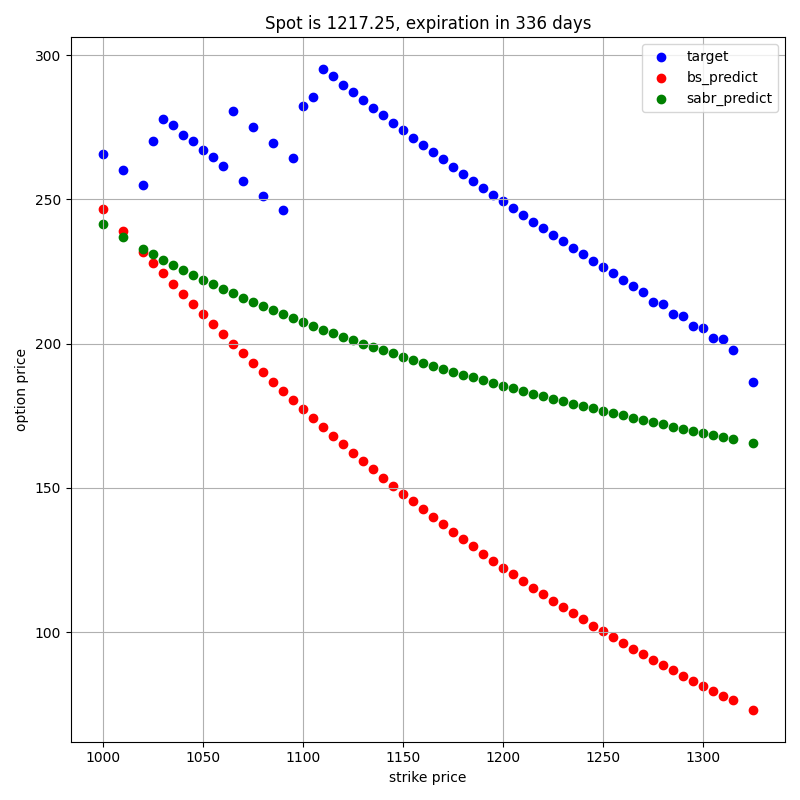 Spot is 1217.25, expiration in 336 days
target
bs_predict
sabr_predict
option price
300
250
200
150
100
1000 1050 1100 1150 1200 1250 1300
strike price